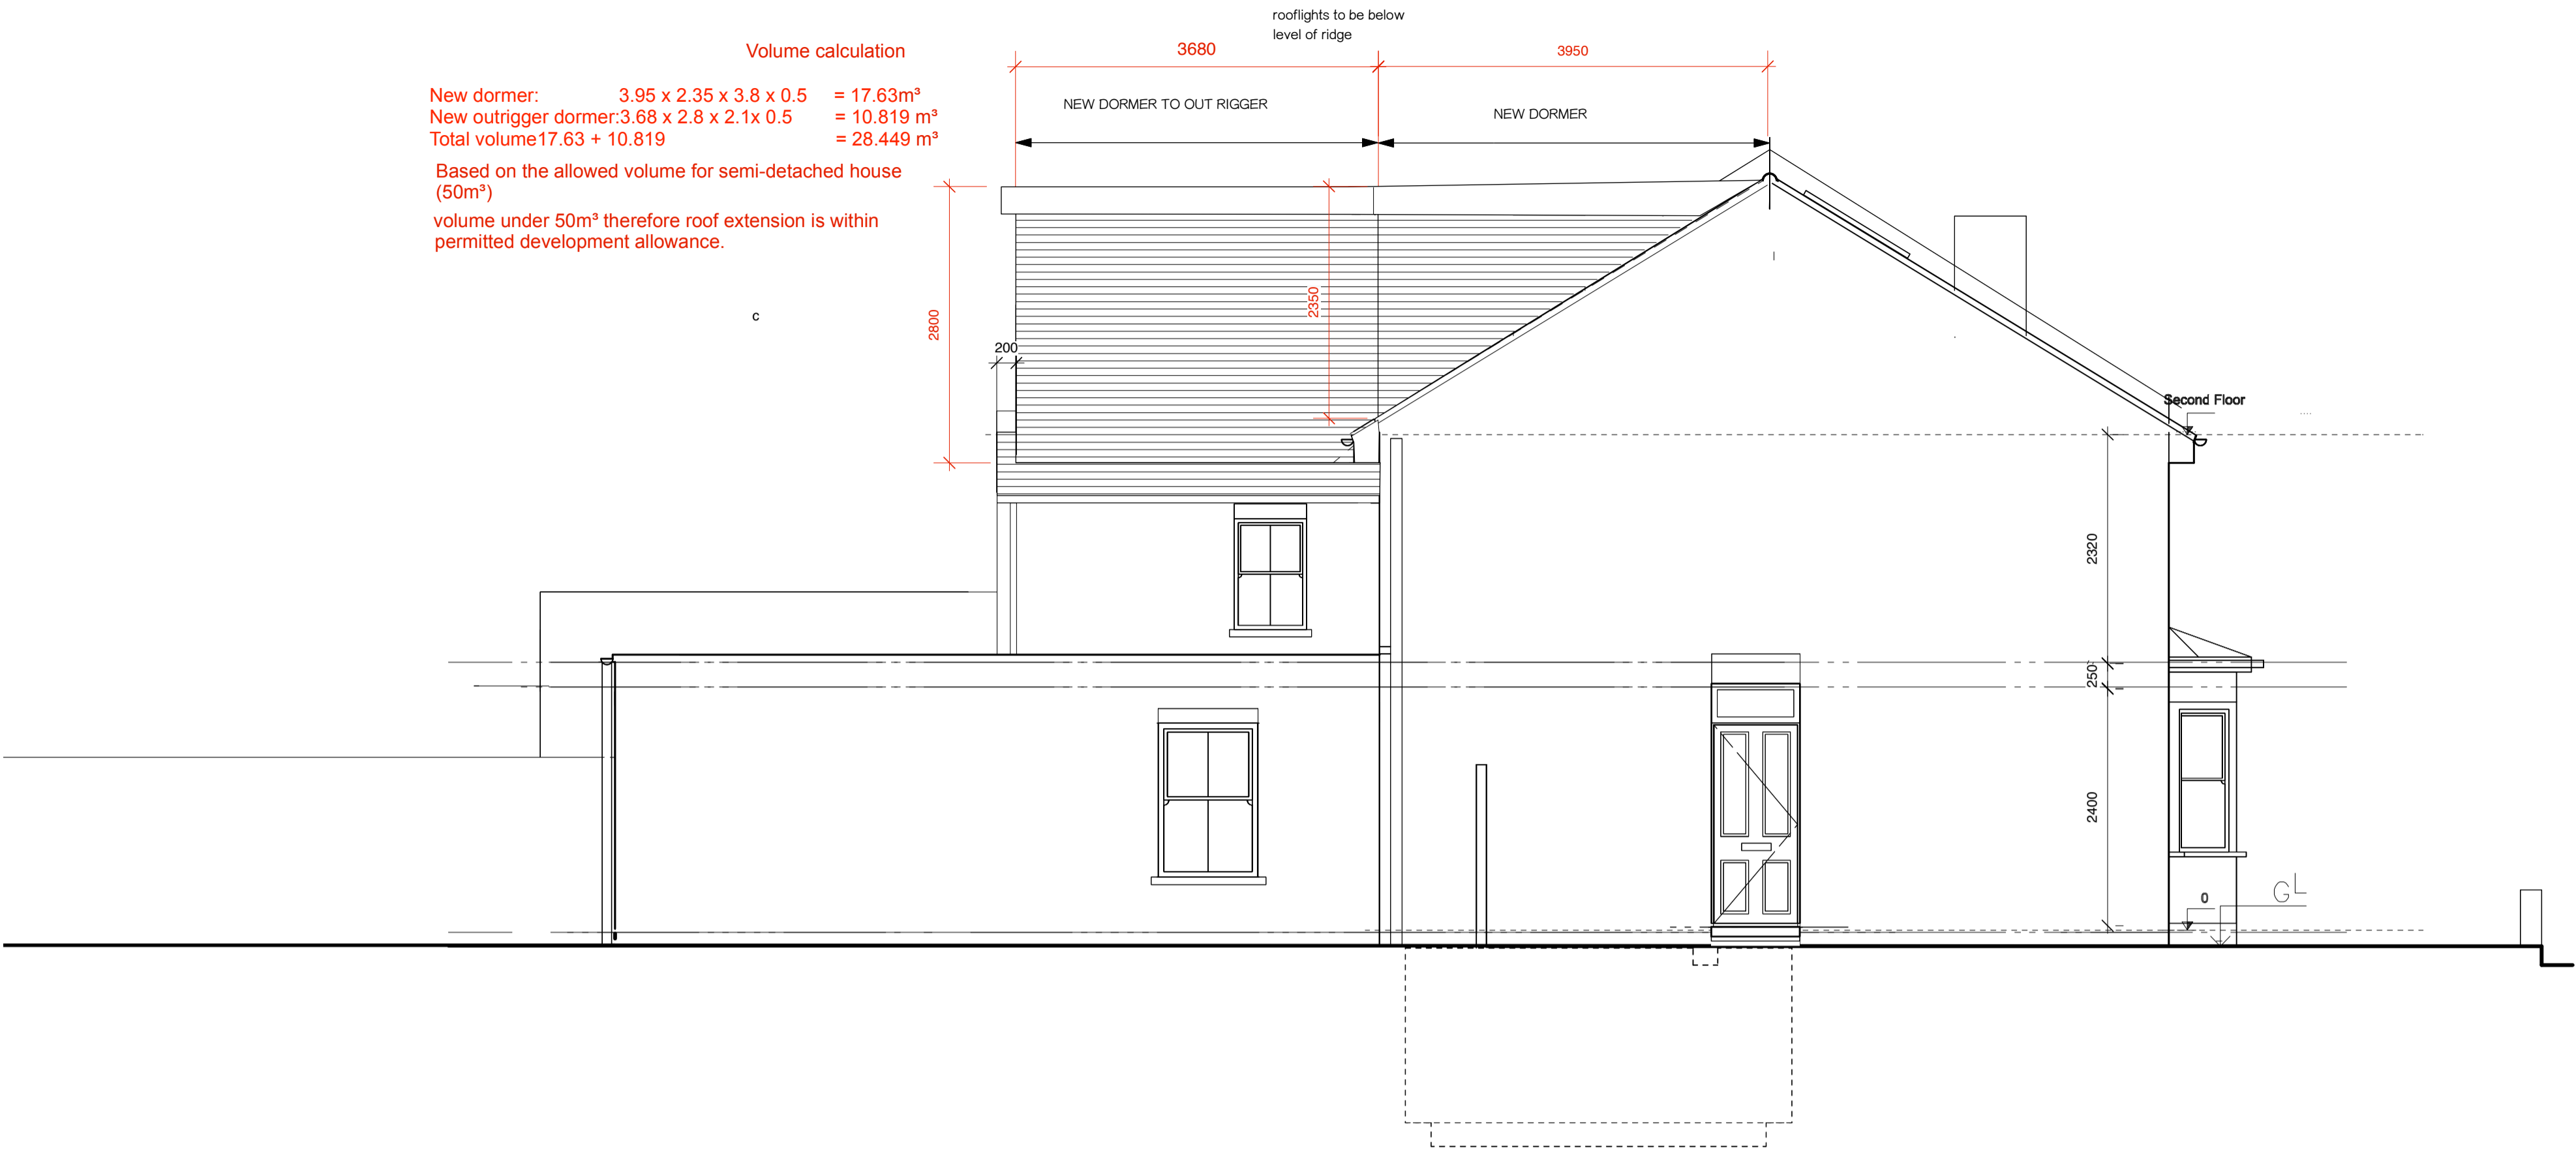 rooflights to be below
level of ridge
Volume calculation
3680
3950
New dormer: 3.95 x 2.35 x 3.8 x 0.5 = 17.63m³
New outrigger dormer:3.68 x 2.8 x 2.1x 0.5 = 10.819 m³
Total volume17.63 + 10.819 = 28.449 m³
NEW DORMER TO OUT RIGGER
NEW DORMER
Based on the allowed volume for semi-detached house
(50m³)
volume under 50m³ therefore roof extension is within
permitted development allowance.
c
2800
2350
200
Second Floor
2320
250
2400
0
GL